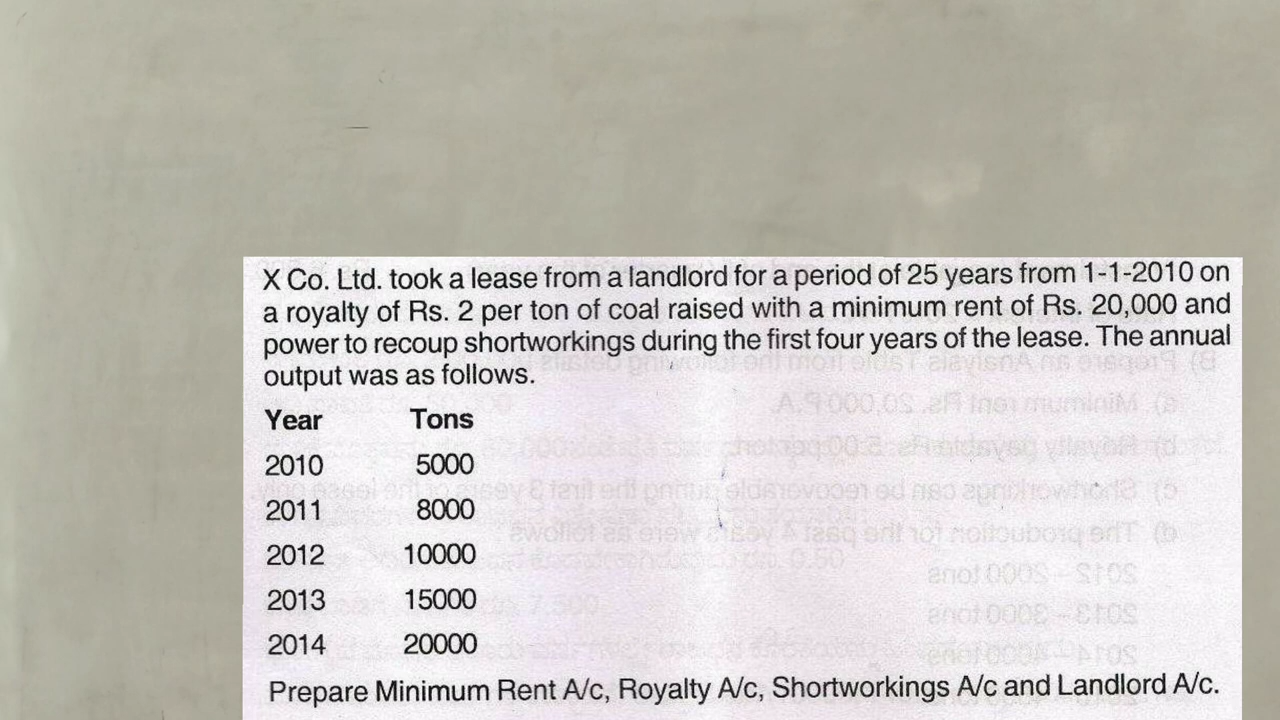 X Co. Ltd. took a lease from a landlord for a period of 25 years from 1-1-2010 on
a royalty of Rs. 2 per ton of coal raised with a minimum rent of Rs. 20,000 and
power to recoup shortworkings during the first four years of the lease. The annual
output was as follows.
Year Tons
2010 5000
2011 8000
2012 10000
2013 15000
2014 20000
Prepare Minimum Rent A/c, Royalty A/c, Shortworkings A/c and Landlord A/c.